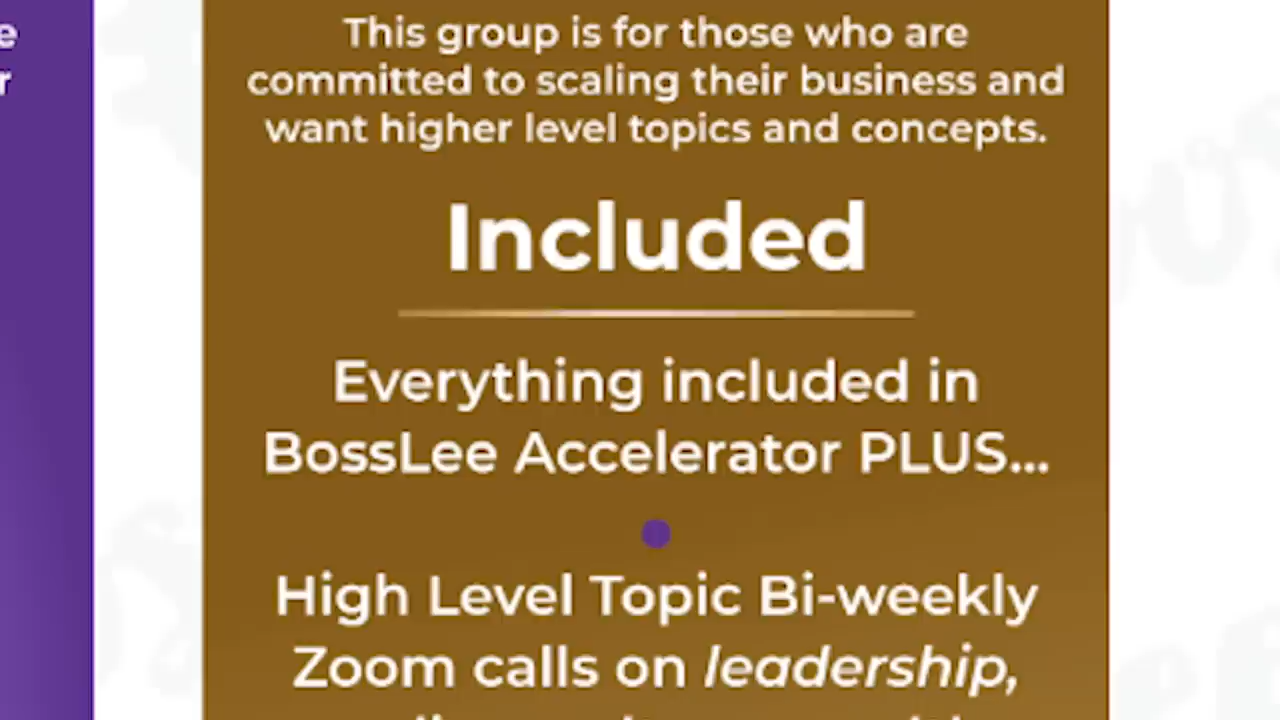 This group is for those who are
committed to scaling their business and
want higher level topics and concepts.
Included
Everything included in
BossLee Accelerator PLUS...
High Level Topic Bi-weekly
Zoom calls on leadership,